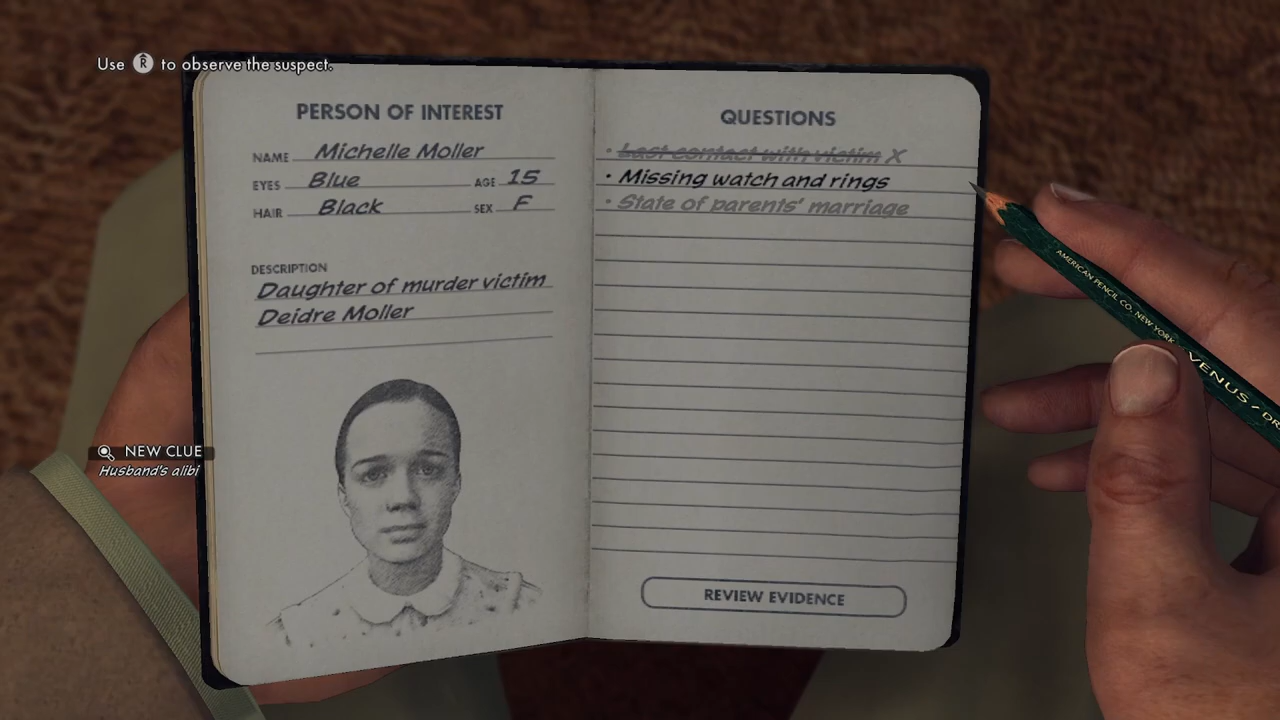 Use R to observe the suspect.
PERSON OF INTEREST
NAME Michelle Moller
EYES Blue AGE 15
HAIR Black SEX F
DESCRIPTION
Daughter of murder victim
Deidre Moller
NEW CLUE
Husband's alibi
QUESTIONS
• Last contact with victim X
• Missing watch and rings
• State of parents' marriage
REVIEW EVIDENCE
AMERICAN PENCIL CO. NEW YORK
VENUS / DR